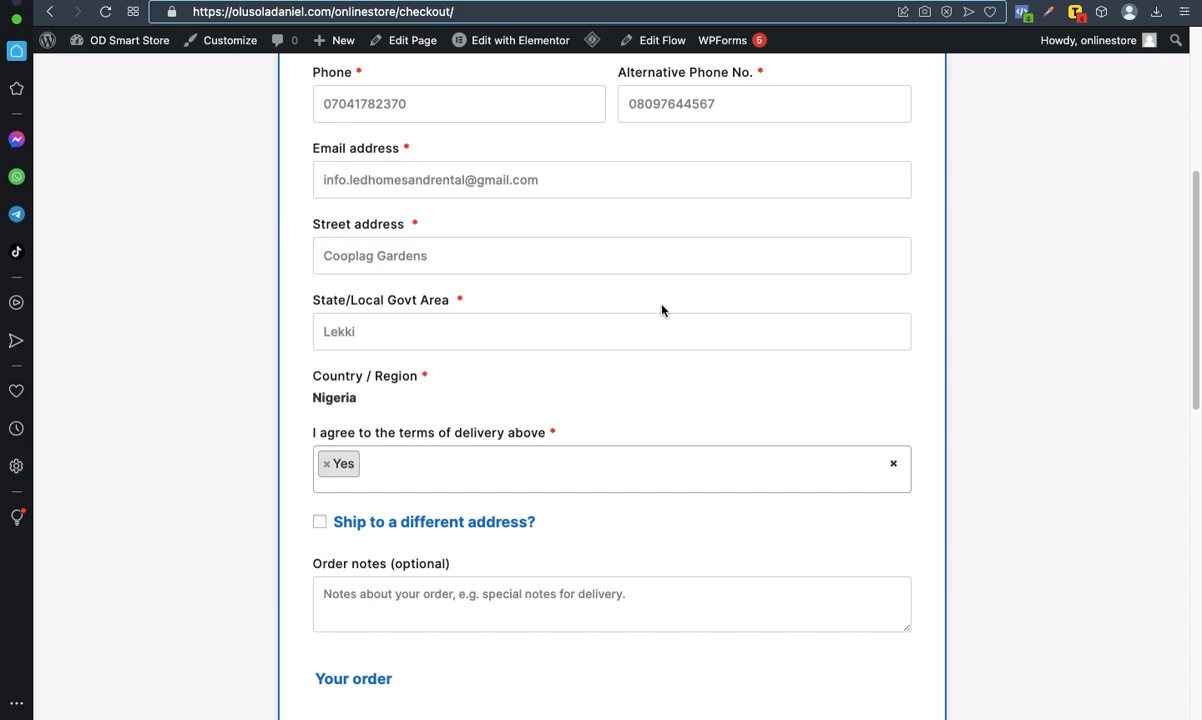 https://olusoladaniel.com/onlinestore/checkout/
4
4
OD Smart Store Customize 0 New Edit Page Edit with Elementor Edit Flow WPForms 5 Howdy, onlinestore
Phone * Alternative Phone No. *
07041782370 08097644567
Email address *
info.ledhomesandrental@gmail.com
Street address *
Cooplag Gardens
State/Local Govt Area *
Lekki
Country / Region *
Nigeria
I agree to the terms of delivery above *
× Yes ×
Ship to a different address?
Order notes (optional)
Notes about your order, e.g. special notes for delivery.
Your order